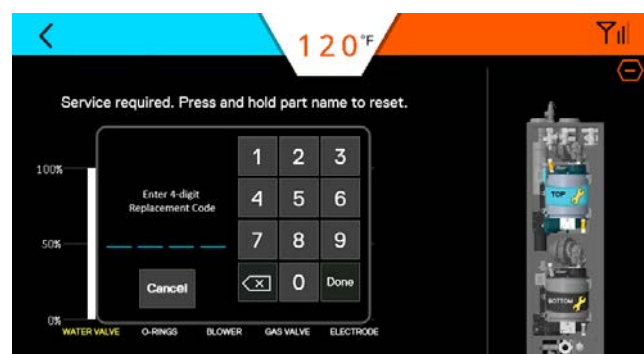 120°F
Service required. Press and hold part name to reset.
100%
50%
0%
Enter 4-digit
Replacement Code
Cancel
1 2 3
4 5 6
7 8 9
0 Done
WATER VALVE O-RINGS BLOWER GAS VALVE ELECTRODE
TOP
BOTTOM